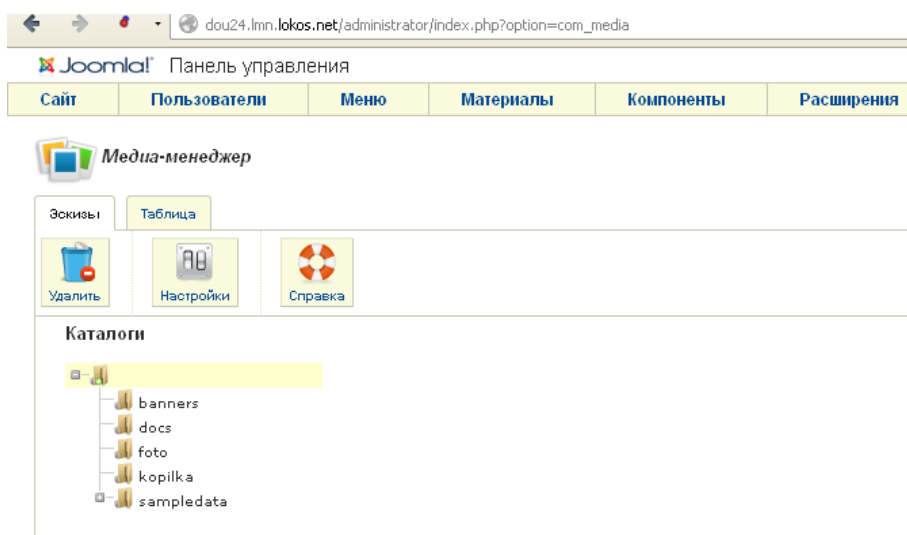 dou24.lmn.lokos.net/administrator/index.php?option=com_media
Joomla! Панель управления
Сайт Пользователи Меню Материалы Компоненты Расширения
Медиа-менеджер
Эскизы Таблица
Удалить Настройки Справка
Каталоги
banners
docs
foto
kopilka
sampledata